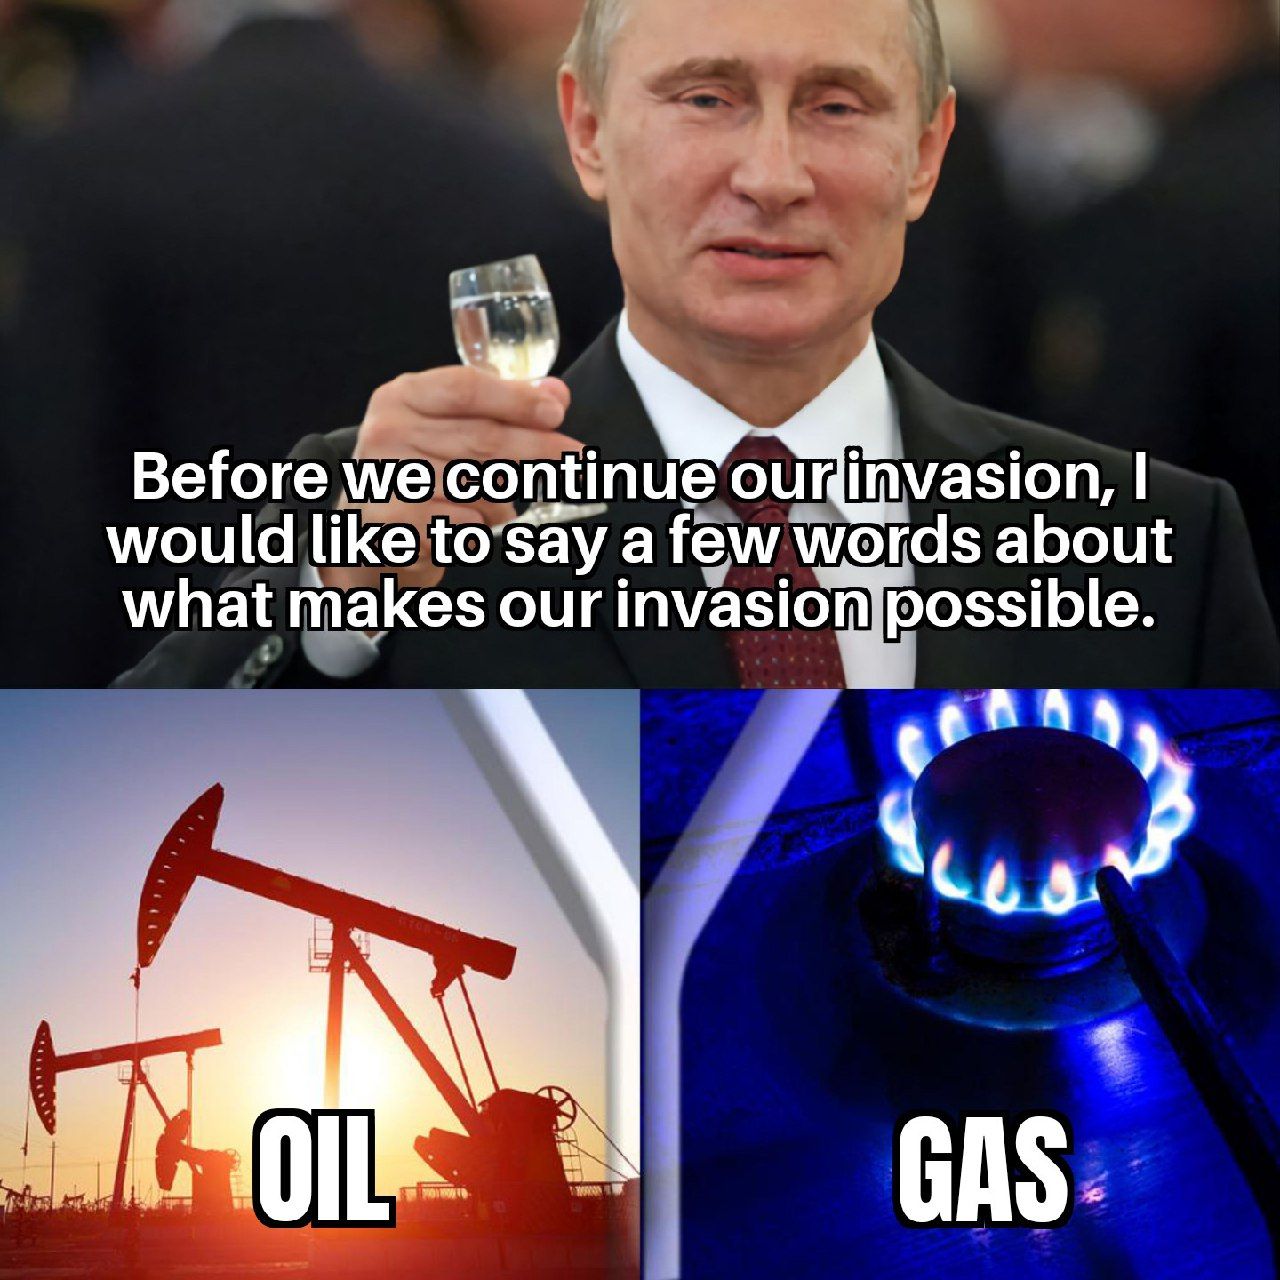 Before we continue our invasion, I
would like to say a few words about
what makes our invasion possible.
OIL
GAS